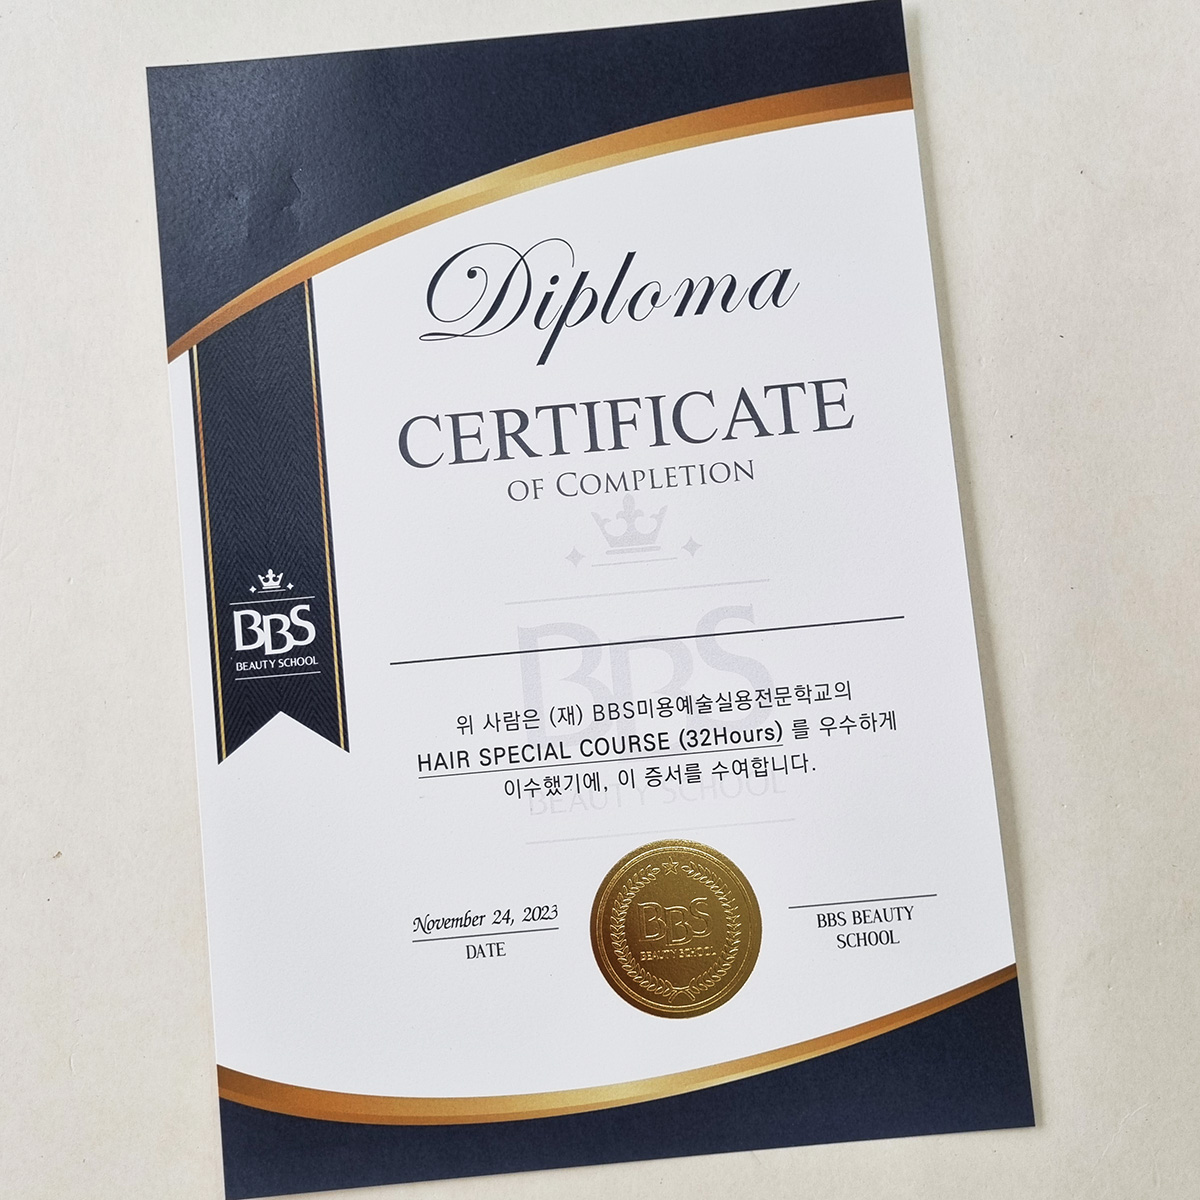 Diploma
CERTIFICATE
OF COMPLETION
BBS
BEAUTY SCHOOL
BBS
BEAUTY SCHOOL
위 사람은 (재) BBS미용예술실용전문학교의
HAIR SPECIAL COURSE (32Hours) 를 우수하게
이수했기에, 이 증서를 수여합니다.
November 24, 2023
DATE
BBS
BEAUTY SCHOOL
BBS BEAUTY
SCHOOL